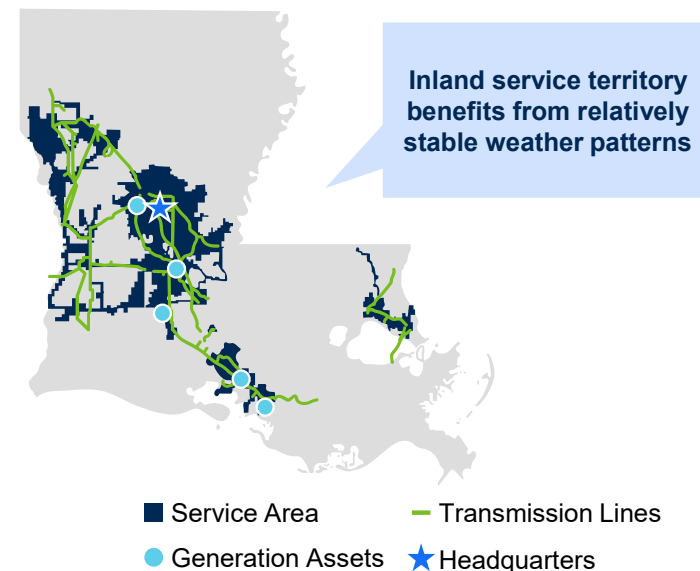 Inland service territory
benefits from relatively
stable weather patterns
Service Area
Transmission Lines
Generation Assets
Headquarters